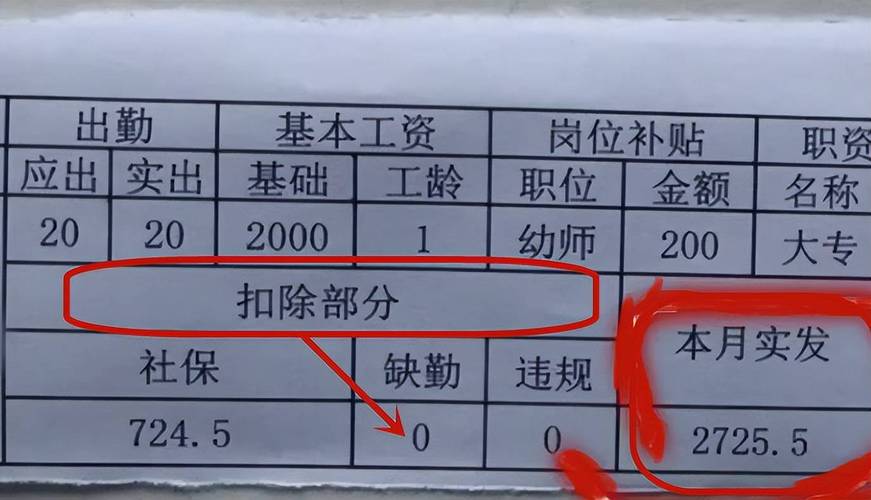 出勤 基本工资 岗位补贴 职资
应出 实出 基础 工龄 职位 金额 名称
20 20 2000 1 幼师 200 大专
扣除部分
本月实发
社保 缺勤 违规
724.5 0 0 2725.5